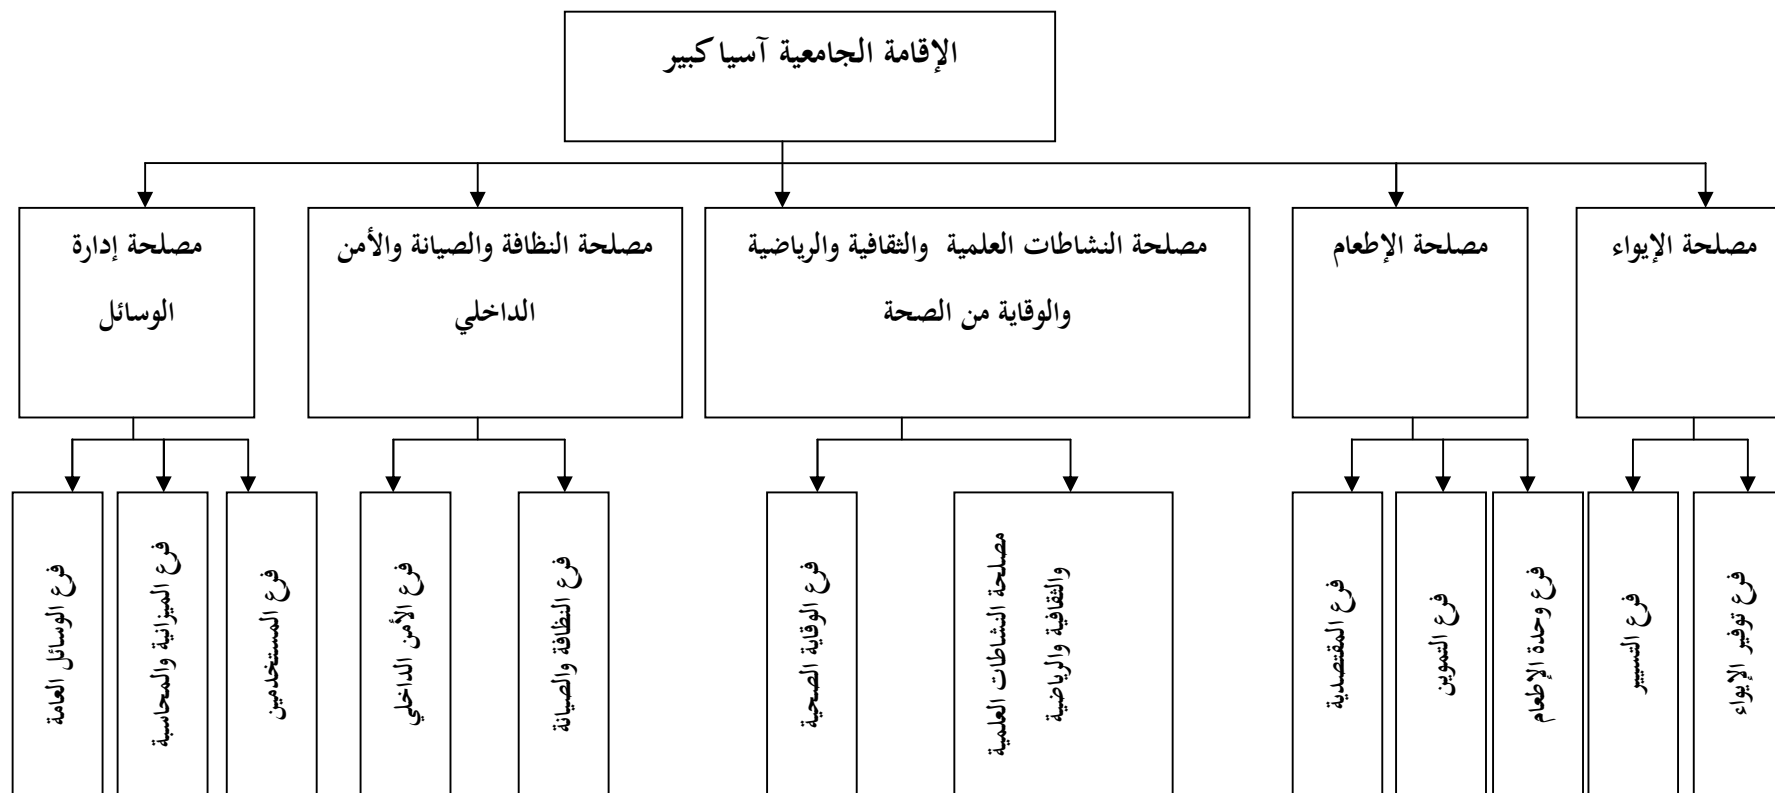 الإقامة الجامعية آسيا كبير
مصلحة الإيواء
مصلحة الإطعام
مصلحة النشاطات العلمية والثقافية والرياضية
والوقاية من الصحة
مصلحة النظافة والصيانة والأمن
الداخلي
مصلحة إدارة
الوسائل
فرع توفير الإيواء
فرع التسيير
فرع وحدة الإطعام
فرع التموين
فرع المقتصدية
مصلحة النشاطات العلمية
والثقافية والرياضية
فرع الوقاية الصحية
فرع النظافة والصيانة
فرع الأمن الداخلي
فرع المستخدمين
فرع الميزانية والمحاسبة
فرع الوسائل العامة